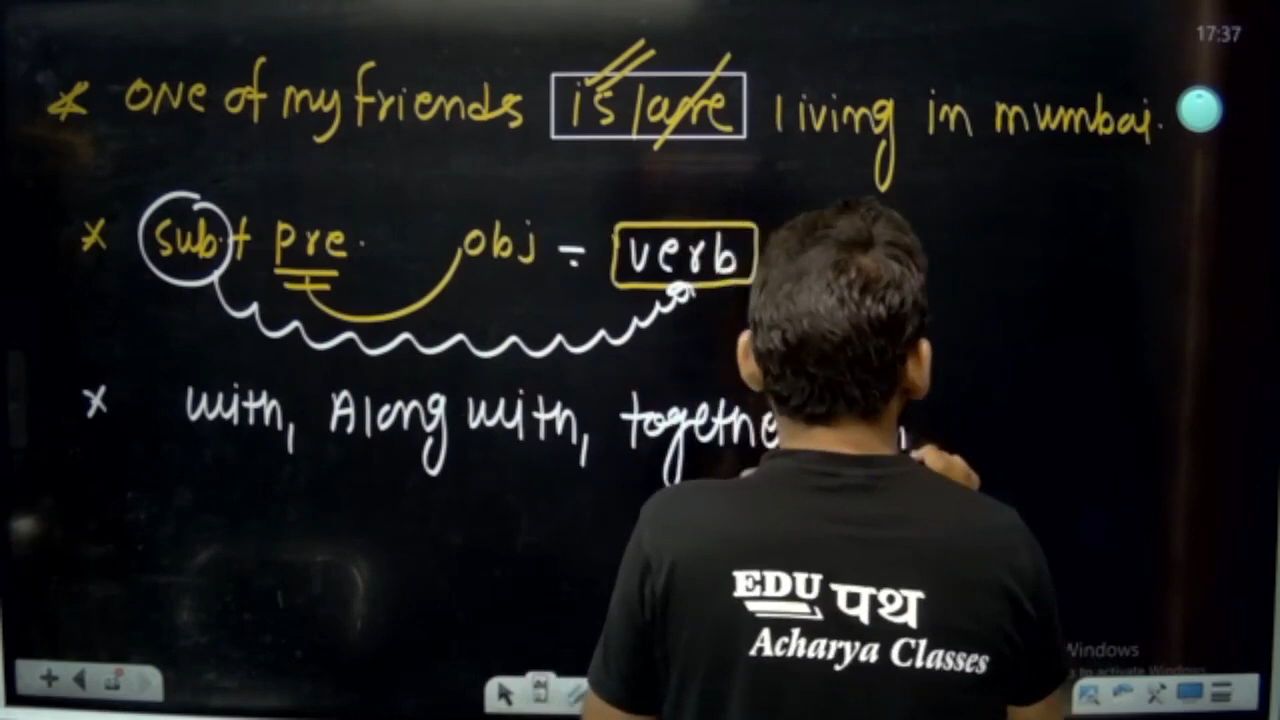 17:37
* ONE of my friends is/are living in mumbai.
* sub. + pre. obj = verb
* with, Along with,
EDU पथ
Acharya Classes
Windows